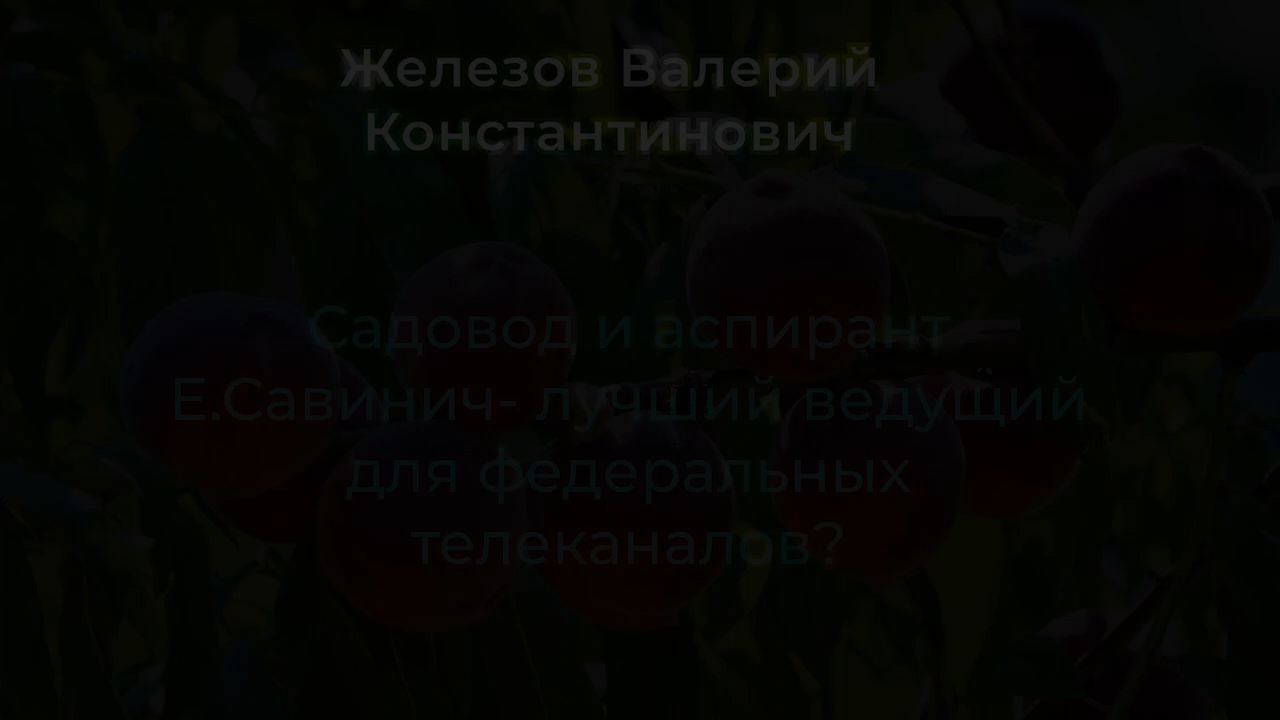 Железов Валерий
Константинович
Садовод и аспирант
Е.Савинич- лучший ведущий
для федеральных
телеканалов?